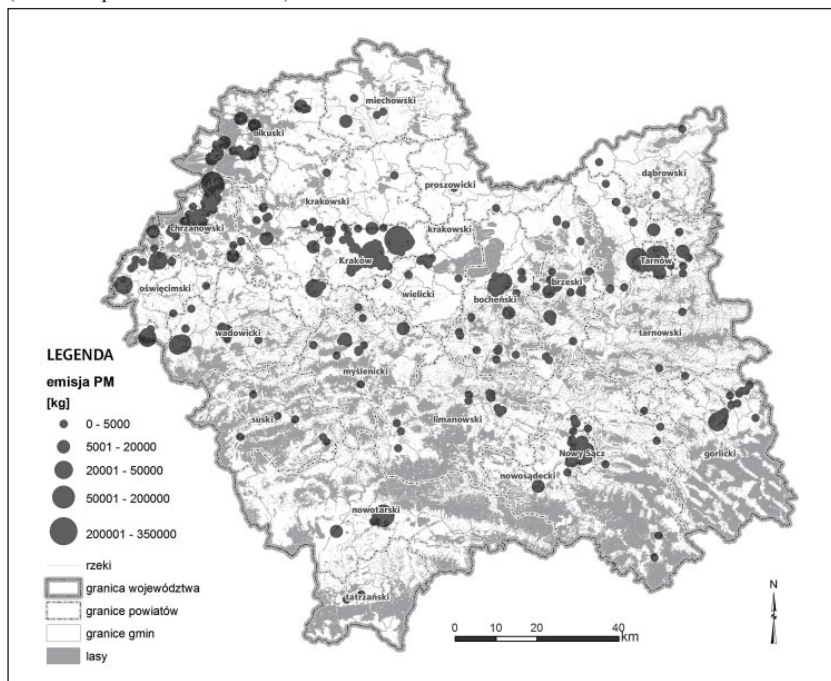 miechowski
olkuski
dąbrowski
proszowicki
krakowski
krakowski
chrzanowski
Kraków
Tarnów
brzeski
oświęcimski
wielicki
bocheński
wadowicki
tarnowski
LEGENDA
emisja PM
[kg]
myślenicki
0 - 5000
suski
limanowski
5001 - 20000
Nowy Sącz
gorlicki
20001 - 50000
nowosądecki
50001 - 200000
nowotarski
200001 - 350000
rzeki
granica województwa
N
granice powiatów
tatrzański
granice gmin
0 10 20 40
km
lasy